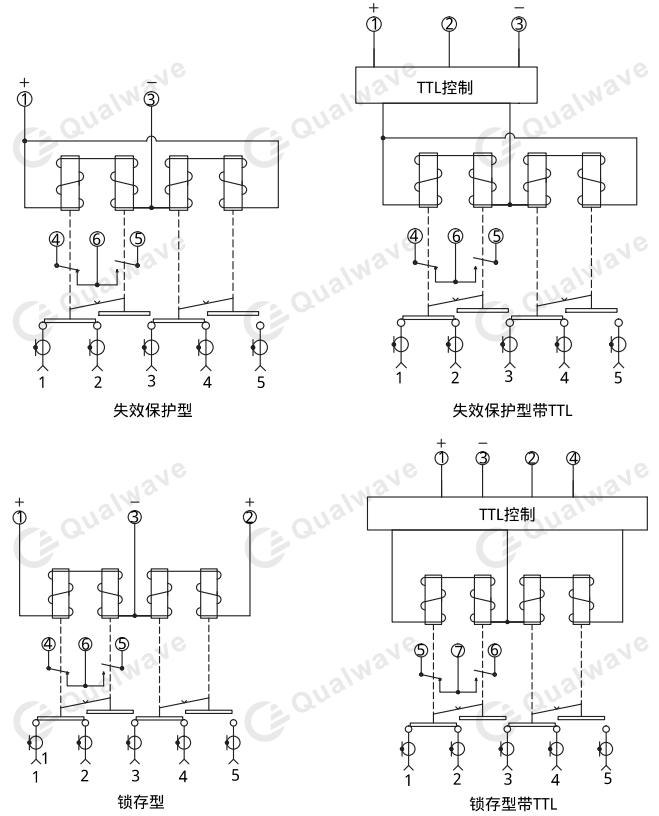 + −
① ② ③
TTL控制
+ −
① ③
④ ⑥ ⑤
④ ⑥ ⑤
1 2 3 4 5
1 2 3 4 5
失效保护型
失效保护型带TTL
+ −
① ③ ② ④
TTL控制
+ − +
① ③ ②
④ ⑥ ⑤
⑤ ⑦ ⑥
1
1 2 3 4 5
1 2 3 4 5
锁存型
锁存型带TTL
Qualwave
Qualwave
Qualwave
Qualwave
Qualwave
Qualwave
Qualwave
Qualwave
Qualwave
Qualwave
Qualwave
Qualwave